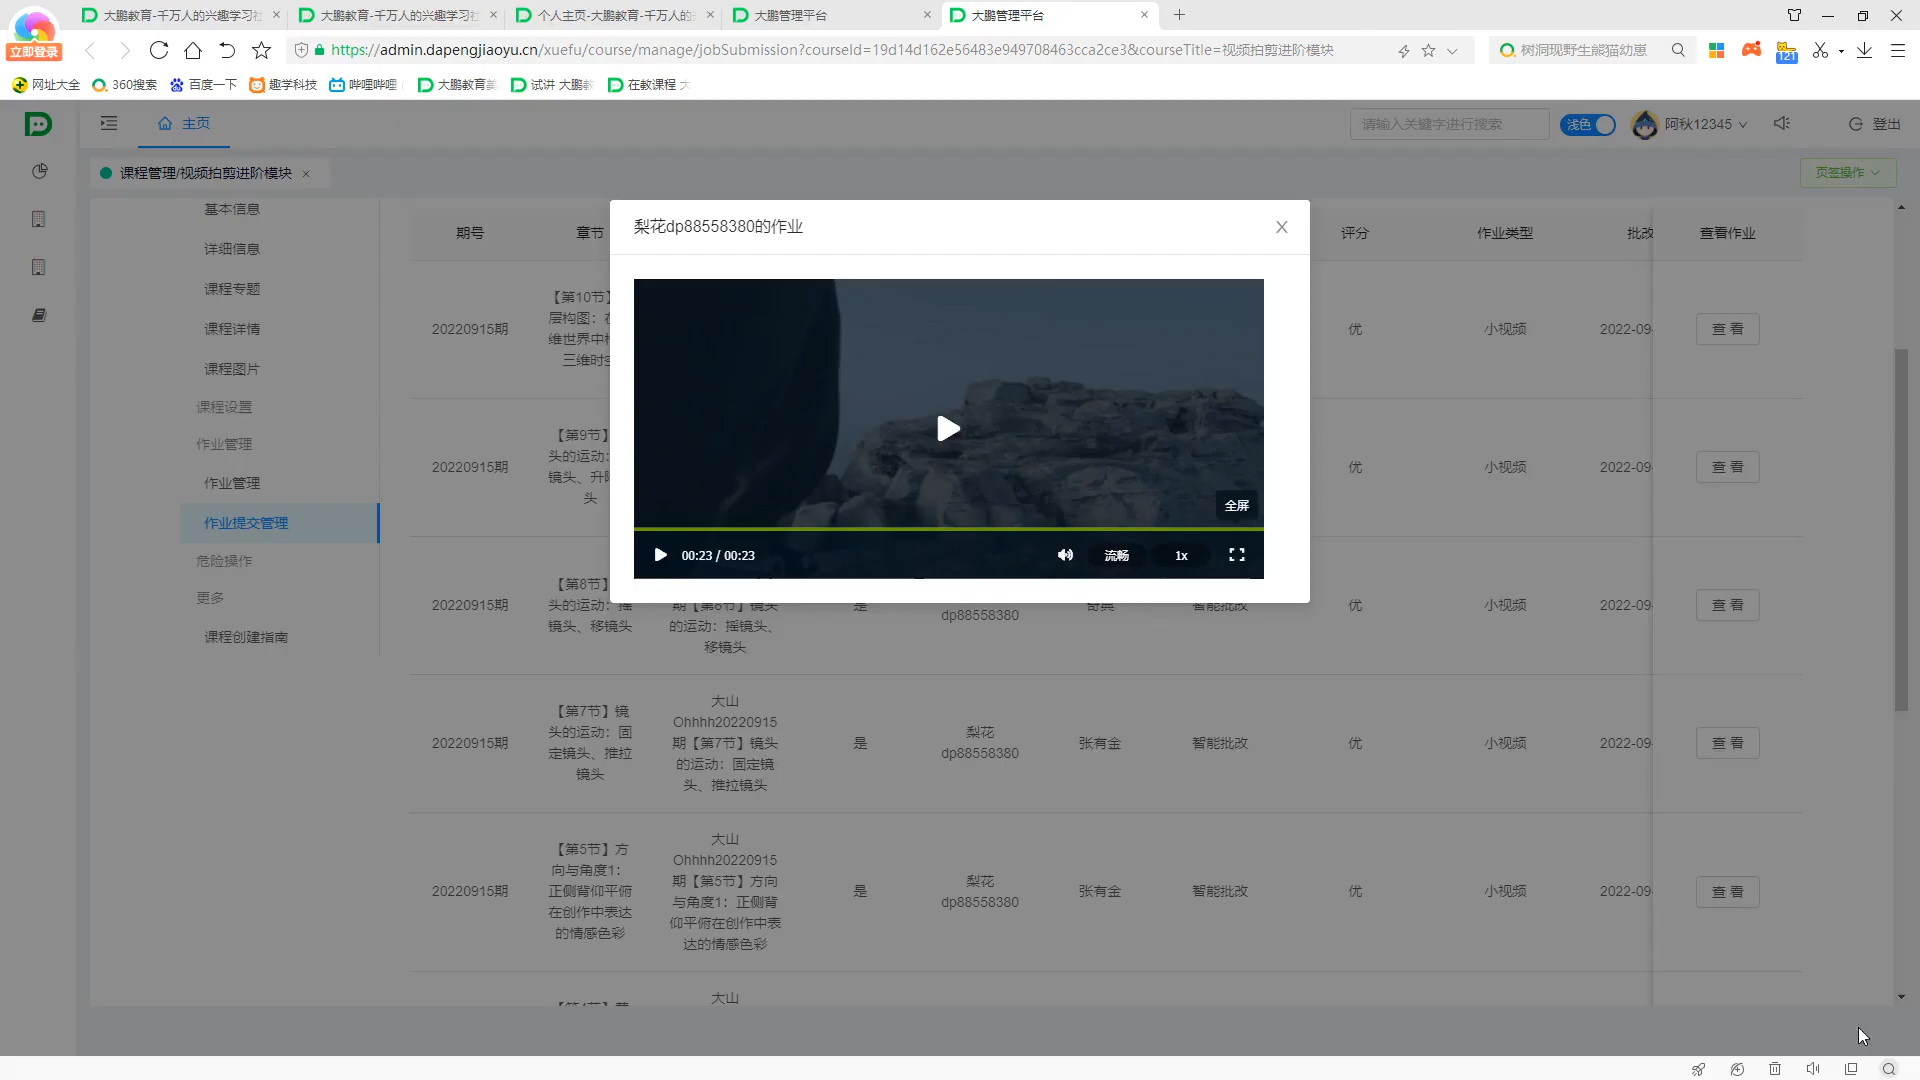 大鹏教育-千万人的兴趣学习社
大鹏教育-千万人的兴趣学习社
个人主页-大鹏教育-千万人的
大鹏管理平台
大鹏管理平台
立即登录
https://admin.dapengjiaoyu.cn/xuefu/course/manage/jobSubmission?courseId=19d14d162e56483e949708463cca2ce3&courseTitle=视频拍剪进阶模块
树洞现野生熊猫幼崽
121
网址大全
360搜索
百度一下
趣学科技
哔哩哔哩
大鹏教育
试讲 大鹏
在教课程 大
主页
请输入关键字进行搜索
浅色
阿秋12345
登出
课程管理/视频拍剪进阶模块
页签操作
基本信息
详细信息
课程专题
课程详情
课程图片
课程设置
作业管理
作业管理
作业提交管理
危险操作
更多
课程创建指南
期号
章节
评分
作业类型
批改
查看作业
梨花dp88558380的作业
全屏
00:23 / 00:23
流畅
1x
20220915期
【第10节】
层构图：在
维世界中构
三维时空
优
小视频
2022-09-
查 看
20220915期
【第9节】
头的运动：
镜头、升降
头
优
小视频
2022-09-
查 看
20220915期
【第8节】
头的运动：摇
镜头、移镜头
期【第8节】镜头
的运动：摇镜头、
移镜头
是
dp88558380
智能批改
优
小视频
2022-09-
查 看
20220915期
【第7节】镜
头的运动：固
定镜头、推拉
镜头
大山
Ohhhh20220915
期【第7节】镜头
的运动：固定镜
头、推拉镜头
是
梨花
dp88558380
张有金
智能批改
优
小视频
2022-09-
查 看
20220915期
【第5节】方
向与角度1：
正侧背仰平俯
在创作中表达
的情感色彩
大山
Ohhhh20220915
期【第5节】方向
与角度1：正侧背
仰平俯在创作中表
达的情感色彩
是
梨花
dp88558380
张有金
智能批改
优
小视频
2022-09-
查 看
大山